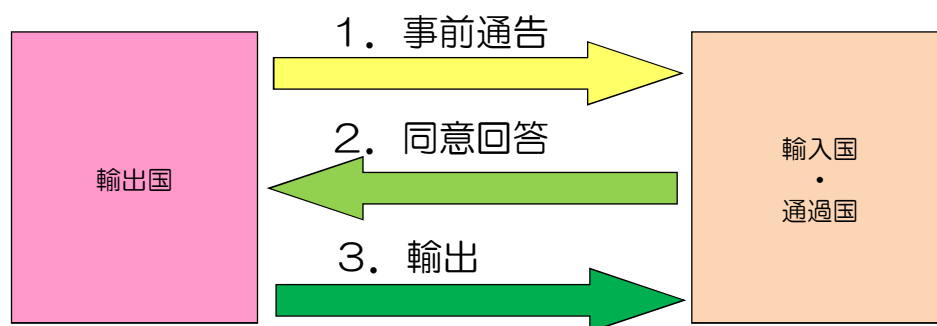 1．事前通告
2．同意回答
輸出国
輸入国
・
通過国
3．輸出